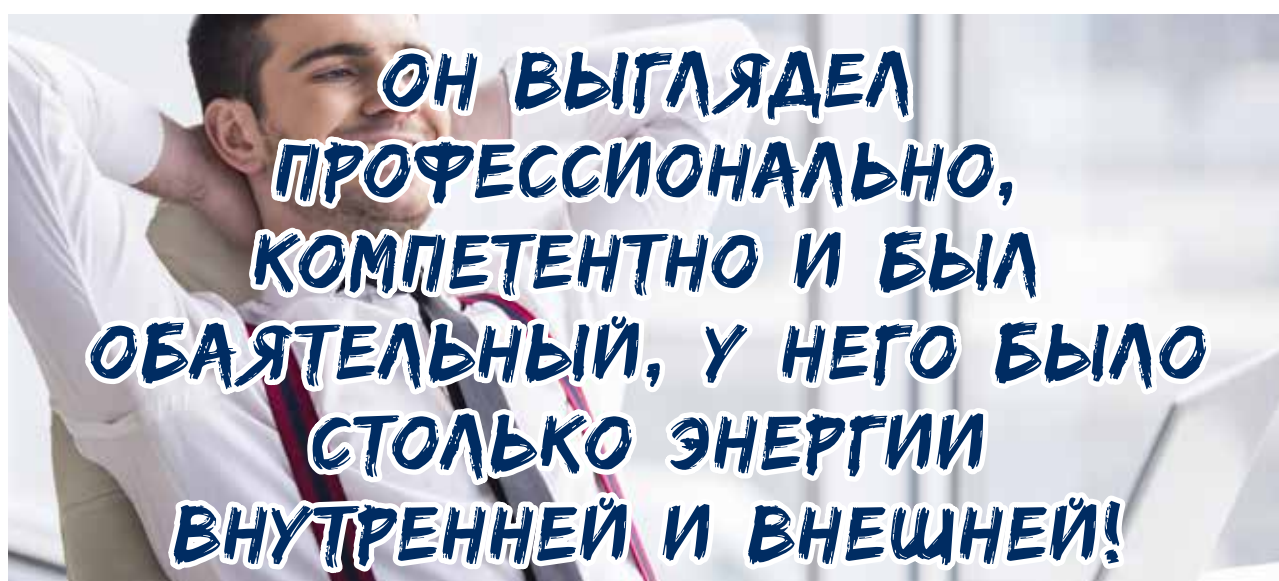 ОН ВЫГЛЯДЕЛ
ПРОФЕССИОНАЛЬНО,
КОМПЕТЕНТНО И БЫЛ
ОБАЯТЕЛЬНЫЙ, У НЕГО БЫЛО
СТОЛЬКО ЭНЕРГИИ
ВНУТРЕННЕЙ И ВНЕШНЕЙ!